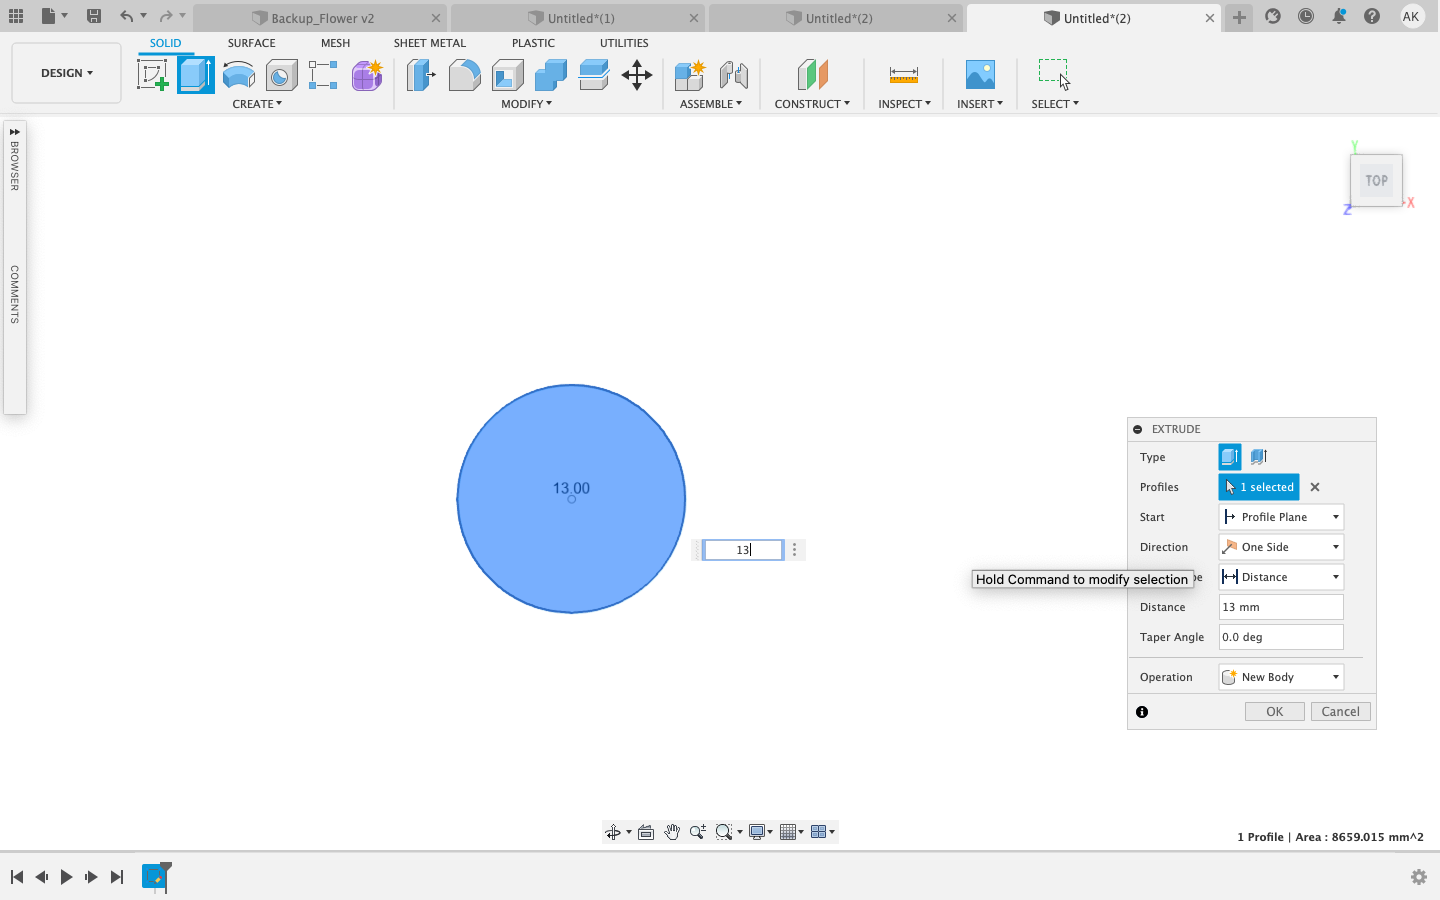 Backup_Flower v2
Untitled*(1)
Untitled*(2)
Untitled*(2)
AK
DESIGN
SOLID
SURFACE
MESH
SHEET METAL
PLASTIC
UTILITIES
CREATE
MODIFY
ASSEMBLE
CONSTRUCT
INSPECT
INSERT
SELECT
BROWSER
COMMENTS
Y
TOP
Z
X
13.00
13
EXTRUDE
Type
Profiles
1 selected
Start
Profile Plane
Direction
One Side
Hold Command to modify selection
Distance
Distance
13 mm
Taper Angle
0.0 deg
Operation
New Body
OK
Cancel
1 Profile | Area : 8659.015 mm^2